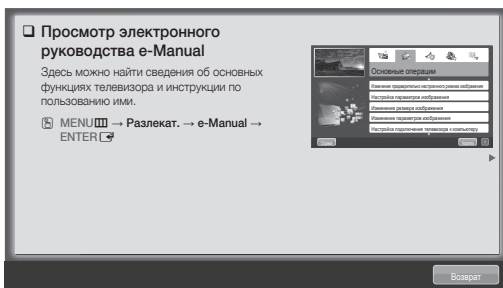 ❑ Просмотр электронного
руководства e-Manual
Здесь можно найти сведения об основных
функциях телевизора и инструкции по
пользованию ими.
MENU → Разлекат. → e-Manual →
ENTER
Основные операции
Изменение предварительно настроенного режима изображения
Настройка параметров изображения
Изменение размера изображения
Изменение параметров изображения
Настройка подключения телевизора к компьютеру
Возврат